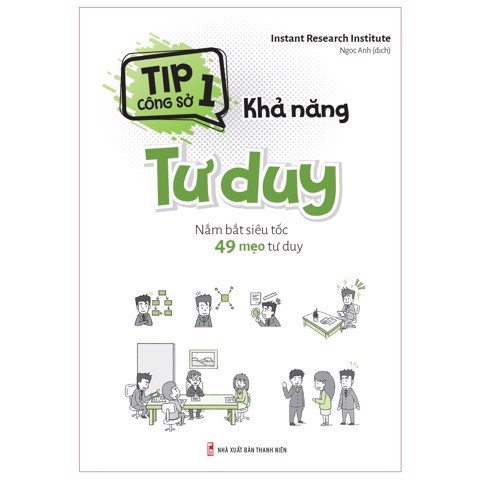 Instant Research Institute
Ngọc Anh (dịch)
TIP
CÔNG SỞ 1
Khả năng
Tư duy
Nắm bắt siêu tốc
49 mẹo tư duy
NHÀ XUẤT BẢN THANH NIÊN